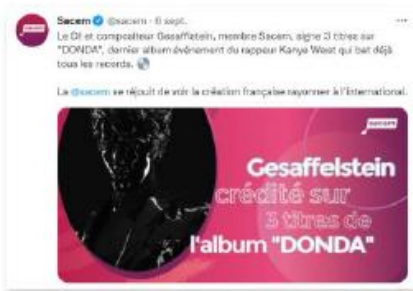 Sacem @sacem · 6 sept.
Le DJ et compositeur Gesaffstein, membre Sacem, signe 3 titres sur
"DONDA", dernier album événement du rappeur Kanye West qui bat déjà
tous les records.
La @sacem se réjouit de voir la création française rayonner à l'international.
sacem
Gesaffelstein
crédité sur
3 titres de
l'album "DONDA"